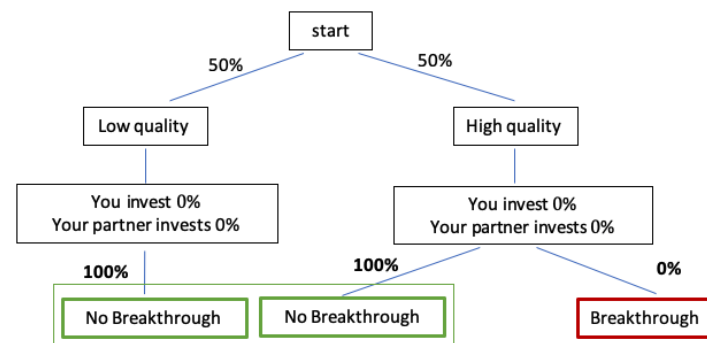 start
50%
50%
Low quality
High quality
You invest 0%
Your partner invests 0%
You invest 0%
Your partner invests 0%
100%
100%
0%
No Breakthrough
No Breakthrough
Breakthrough